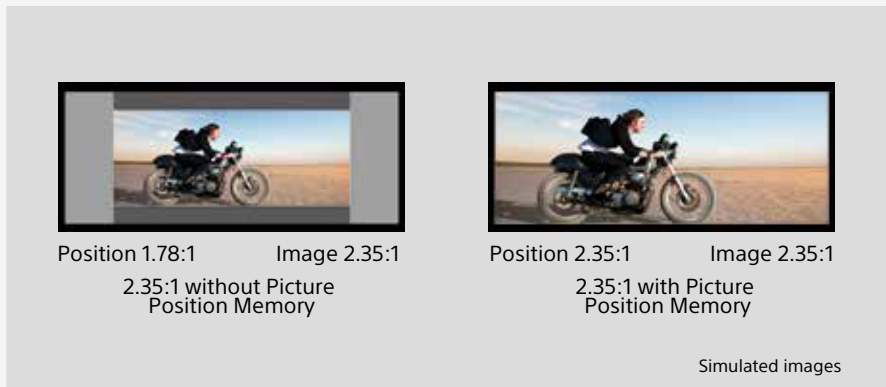 Position 1.78:1 Image 2.35:1
2.35:1 without Picture
Position Memory
Position 2.35:1 Image 2.35:1
2.35:1 with Picture
Position Memory
Simulated images